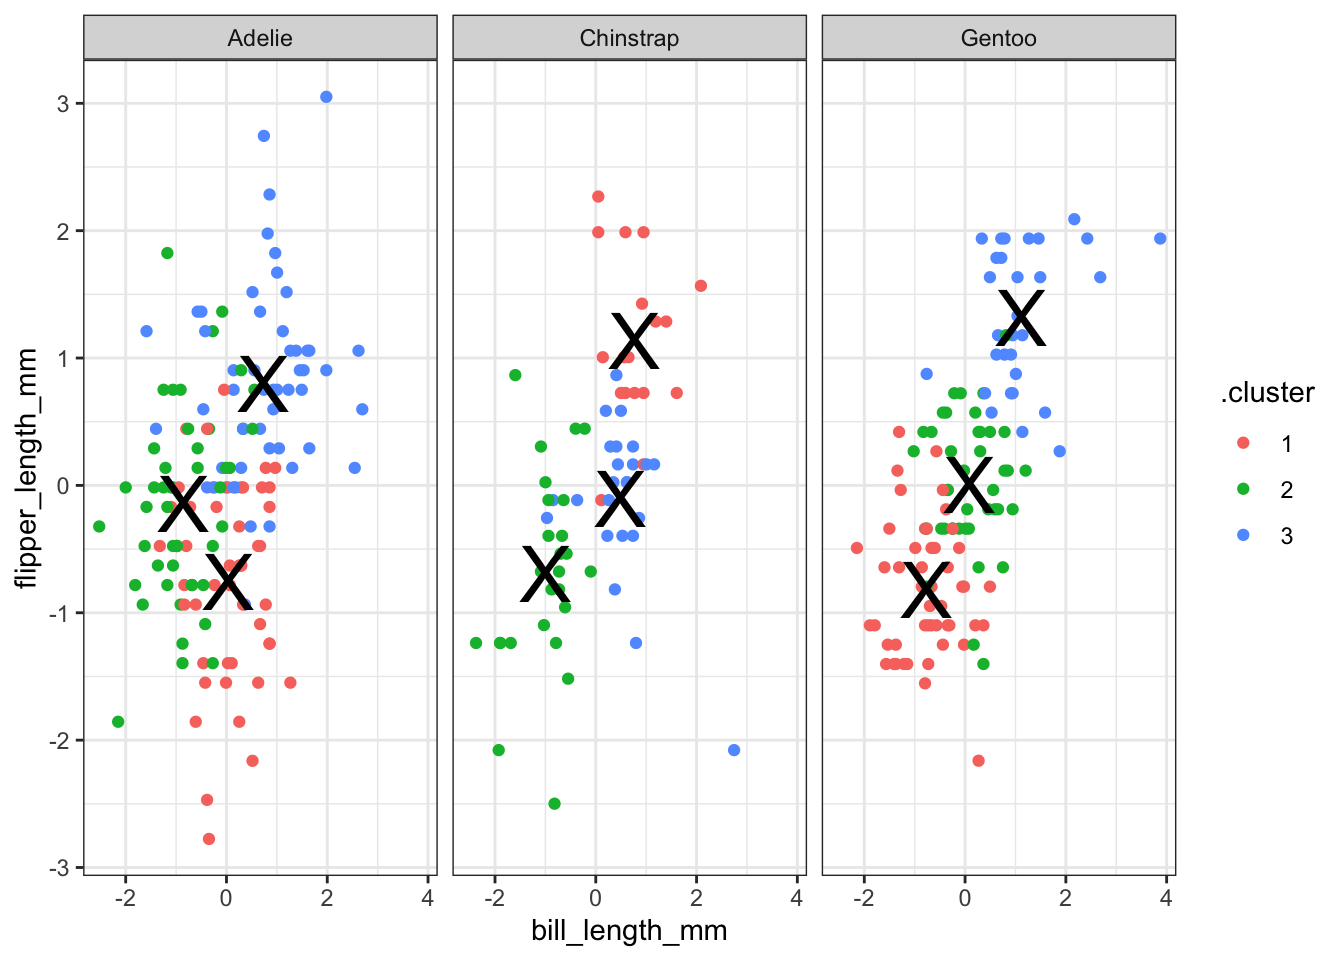 Adelie
Chinstrap
Gentoo
3
2
1
0
-1
-2
-3
flipper_length_mm
-2 0 2 4
-2 0 2 4
-2 0 2 4
bill_length_mm
.cluster
1
2
3